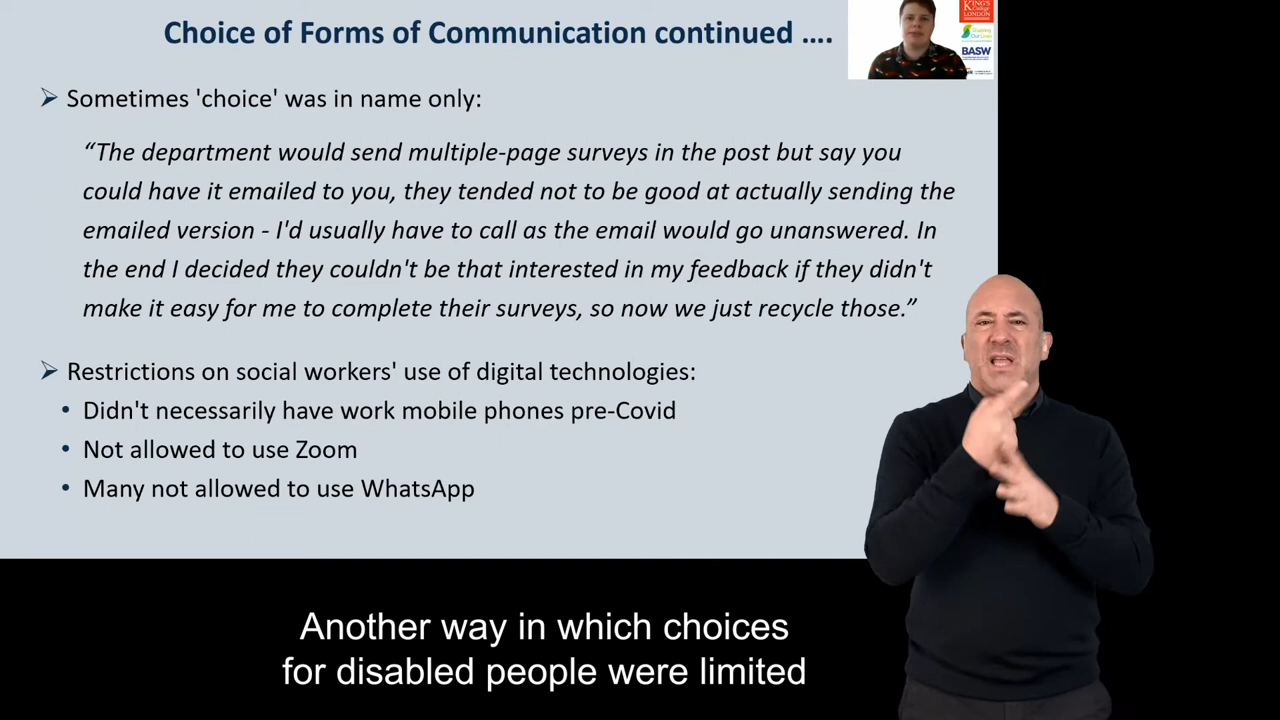 Choice of Forms of Communication continued ....
KING'S
College
LONDON
Shaping
Our Lives
BASW
➢ Sometimes 'choice' was in name only:
“The department would send multiple-page surveys in the post but say you
could have it emailed to you, they tended not to be good at actually sending the
emailed version - I'd usually have to call as the email would go unanswered. In
the end I decided they couldn't be that interested in my feedback if they didn't
make it easy for me to complete their surveys, so now we just recycle those.”
➢ Restrictions on social workers' use of digital technologies:
• Didn't necessarily have work mobile phones pre-Covid
• Not allowed to use Zoom
• Many not allowed to use WhatsApp
Another way in which choices
for disabled people were limited